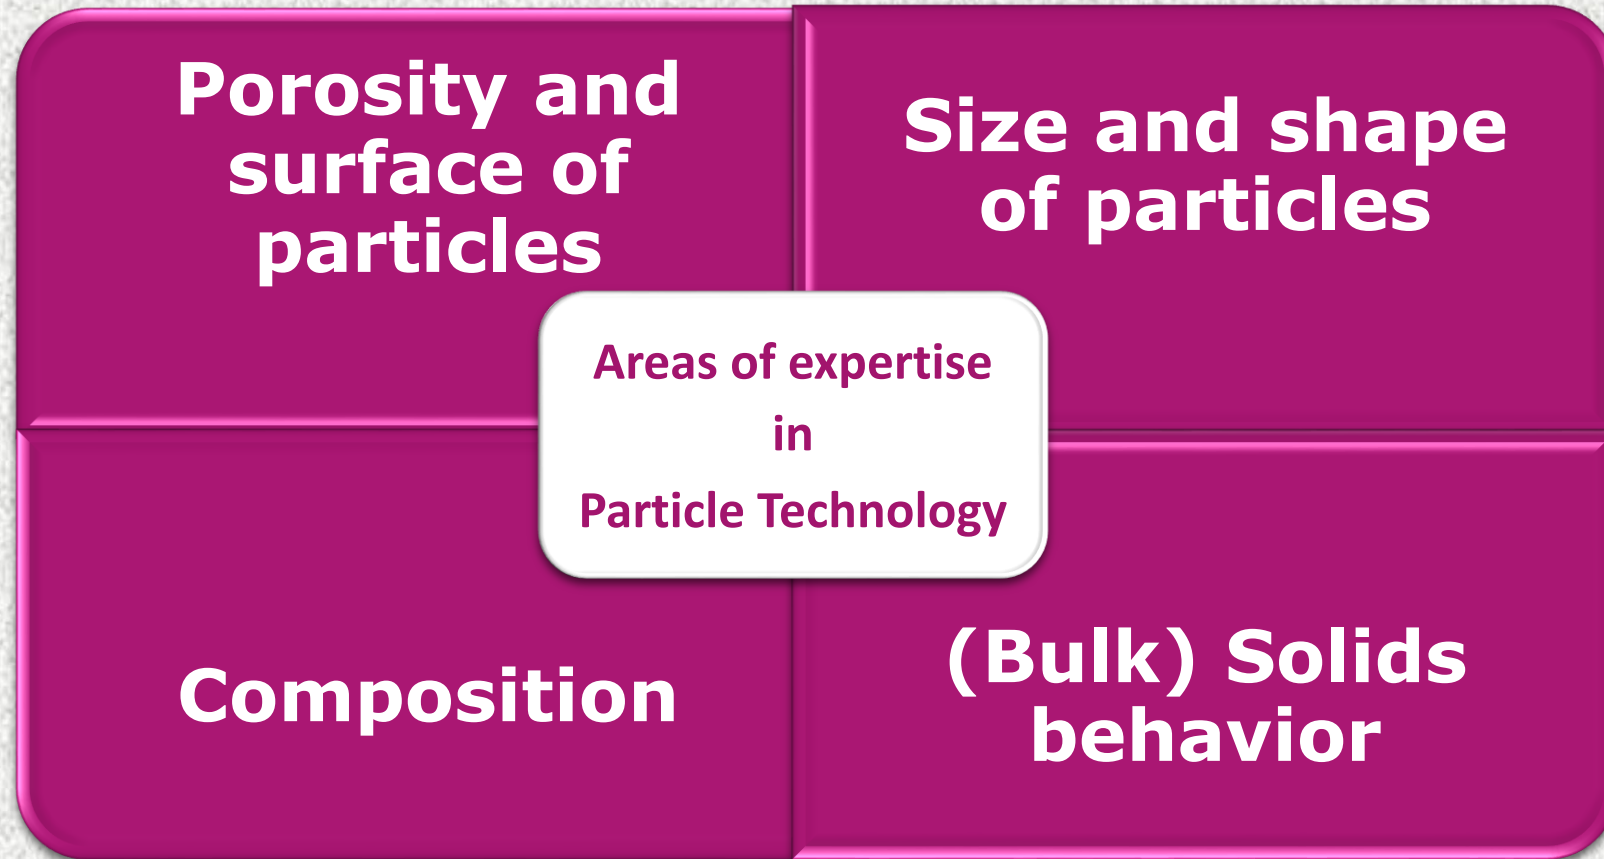 Porosity and
surface of
particles
Size and shape
of particles
Areas of expertise
in
Particle Technology
Composition
(Bulk) Solids
behavior